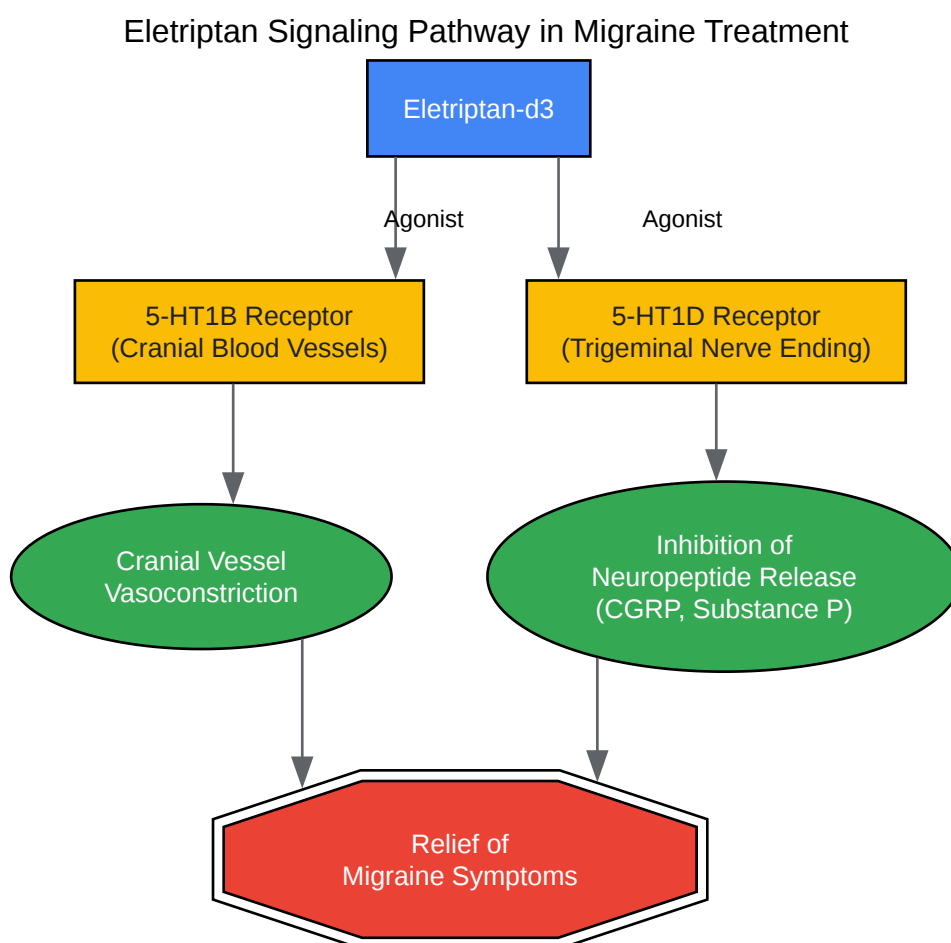 Eletriptan Signaling Pathway in Migraine Treatment
Eletriptan-d3
Agonist
Agonist
5-HT1B Receptor
(Cranial Blood Vessels)
5-HT1D Receptor
(Trigeminal Nerve Ending)
Cranial Vessel
Vasoconstriction
Inhibition of
Neuropeptide Release
(CGRP, Substance P)
Relief of
Migraine Symptoms